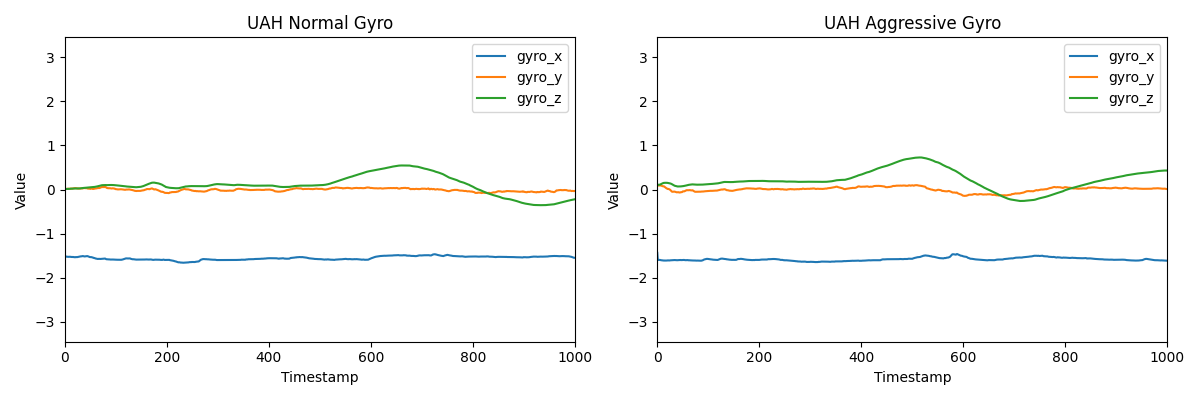 UAH Normal Gyro
3
2
1
0
−1
−2
−3
Value
0
200
400
600
800
1000
Timestamp
gyro_x
gyro_y
gyro_z
UAH Aggressive Gyro
3
2
1
0
−1
−2
−3
Value
0
200
400
600
800
1000
Timestamp
gyro_x
gyro_y
gyro_z